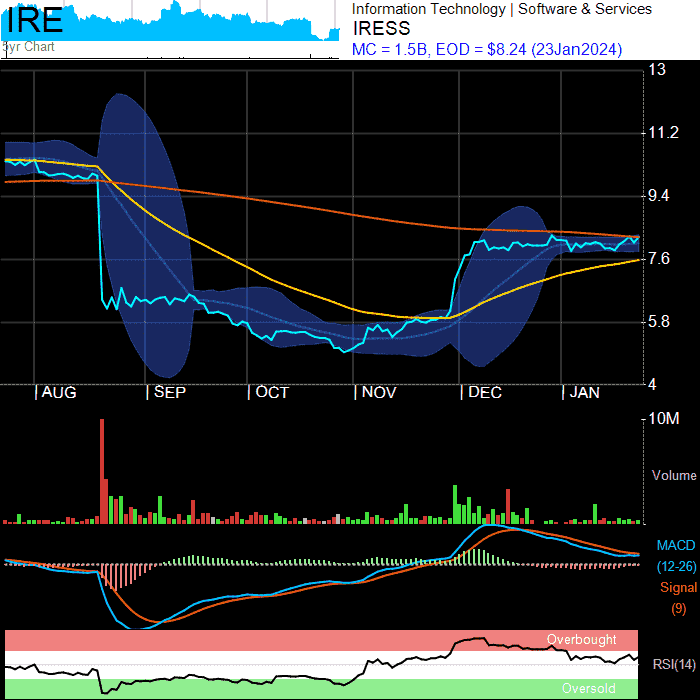 IRE
5yr Chart
Information Technology | Software & Services
IRESS
MC = 1.5B, EOD = $8.24 (23Jan2024)
13
11.2
9.4
7.6
5.8
4
AUG
SEP
OCT
NOV
DEC
JAN
10M
Volume
MACD
(12-26)
Signal
(9)
Overbought
RSI(14)
Oversold